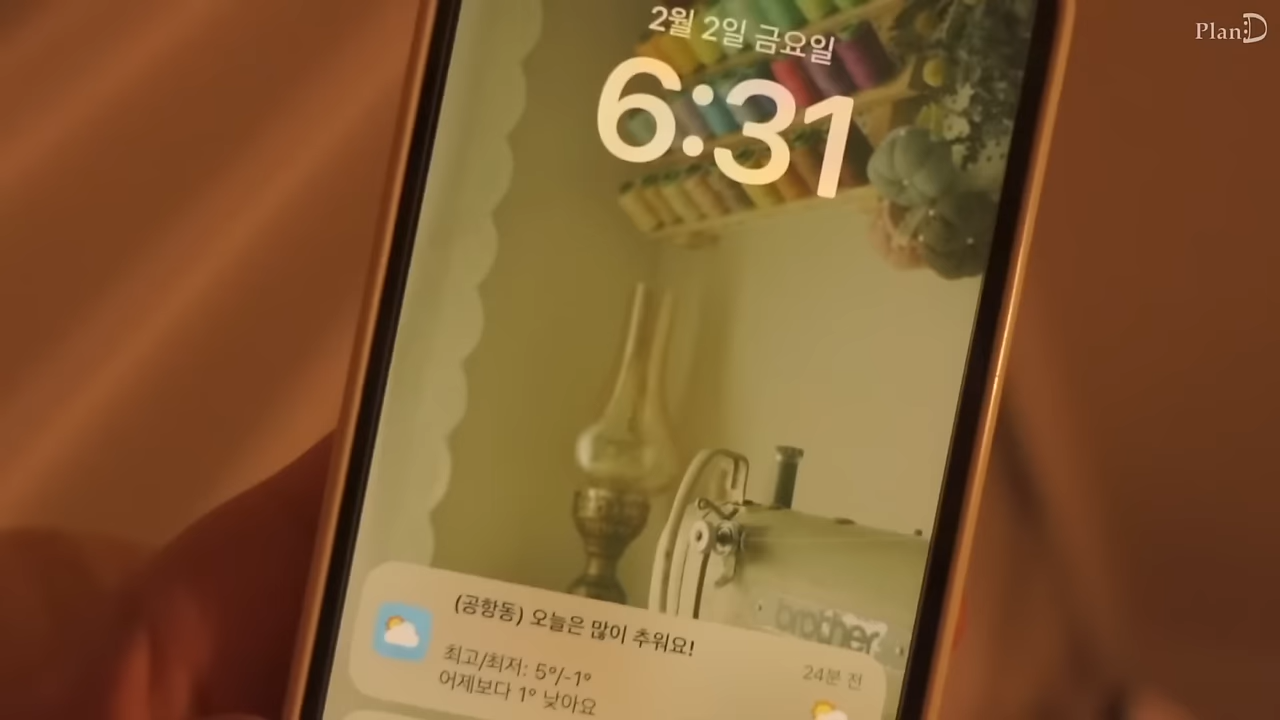 Plan:D
2월 2일 금요일
6:31
brother
(공항동) 오늘은 많이 추워요!
24분 전
최고/최저: 5°/-1°
어제보다 1° 낮아요